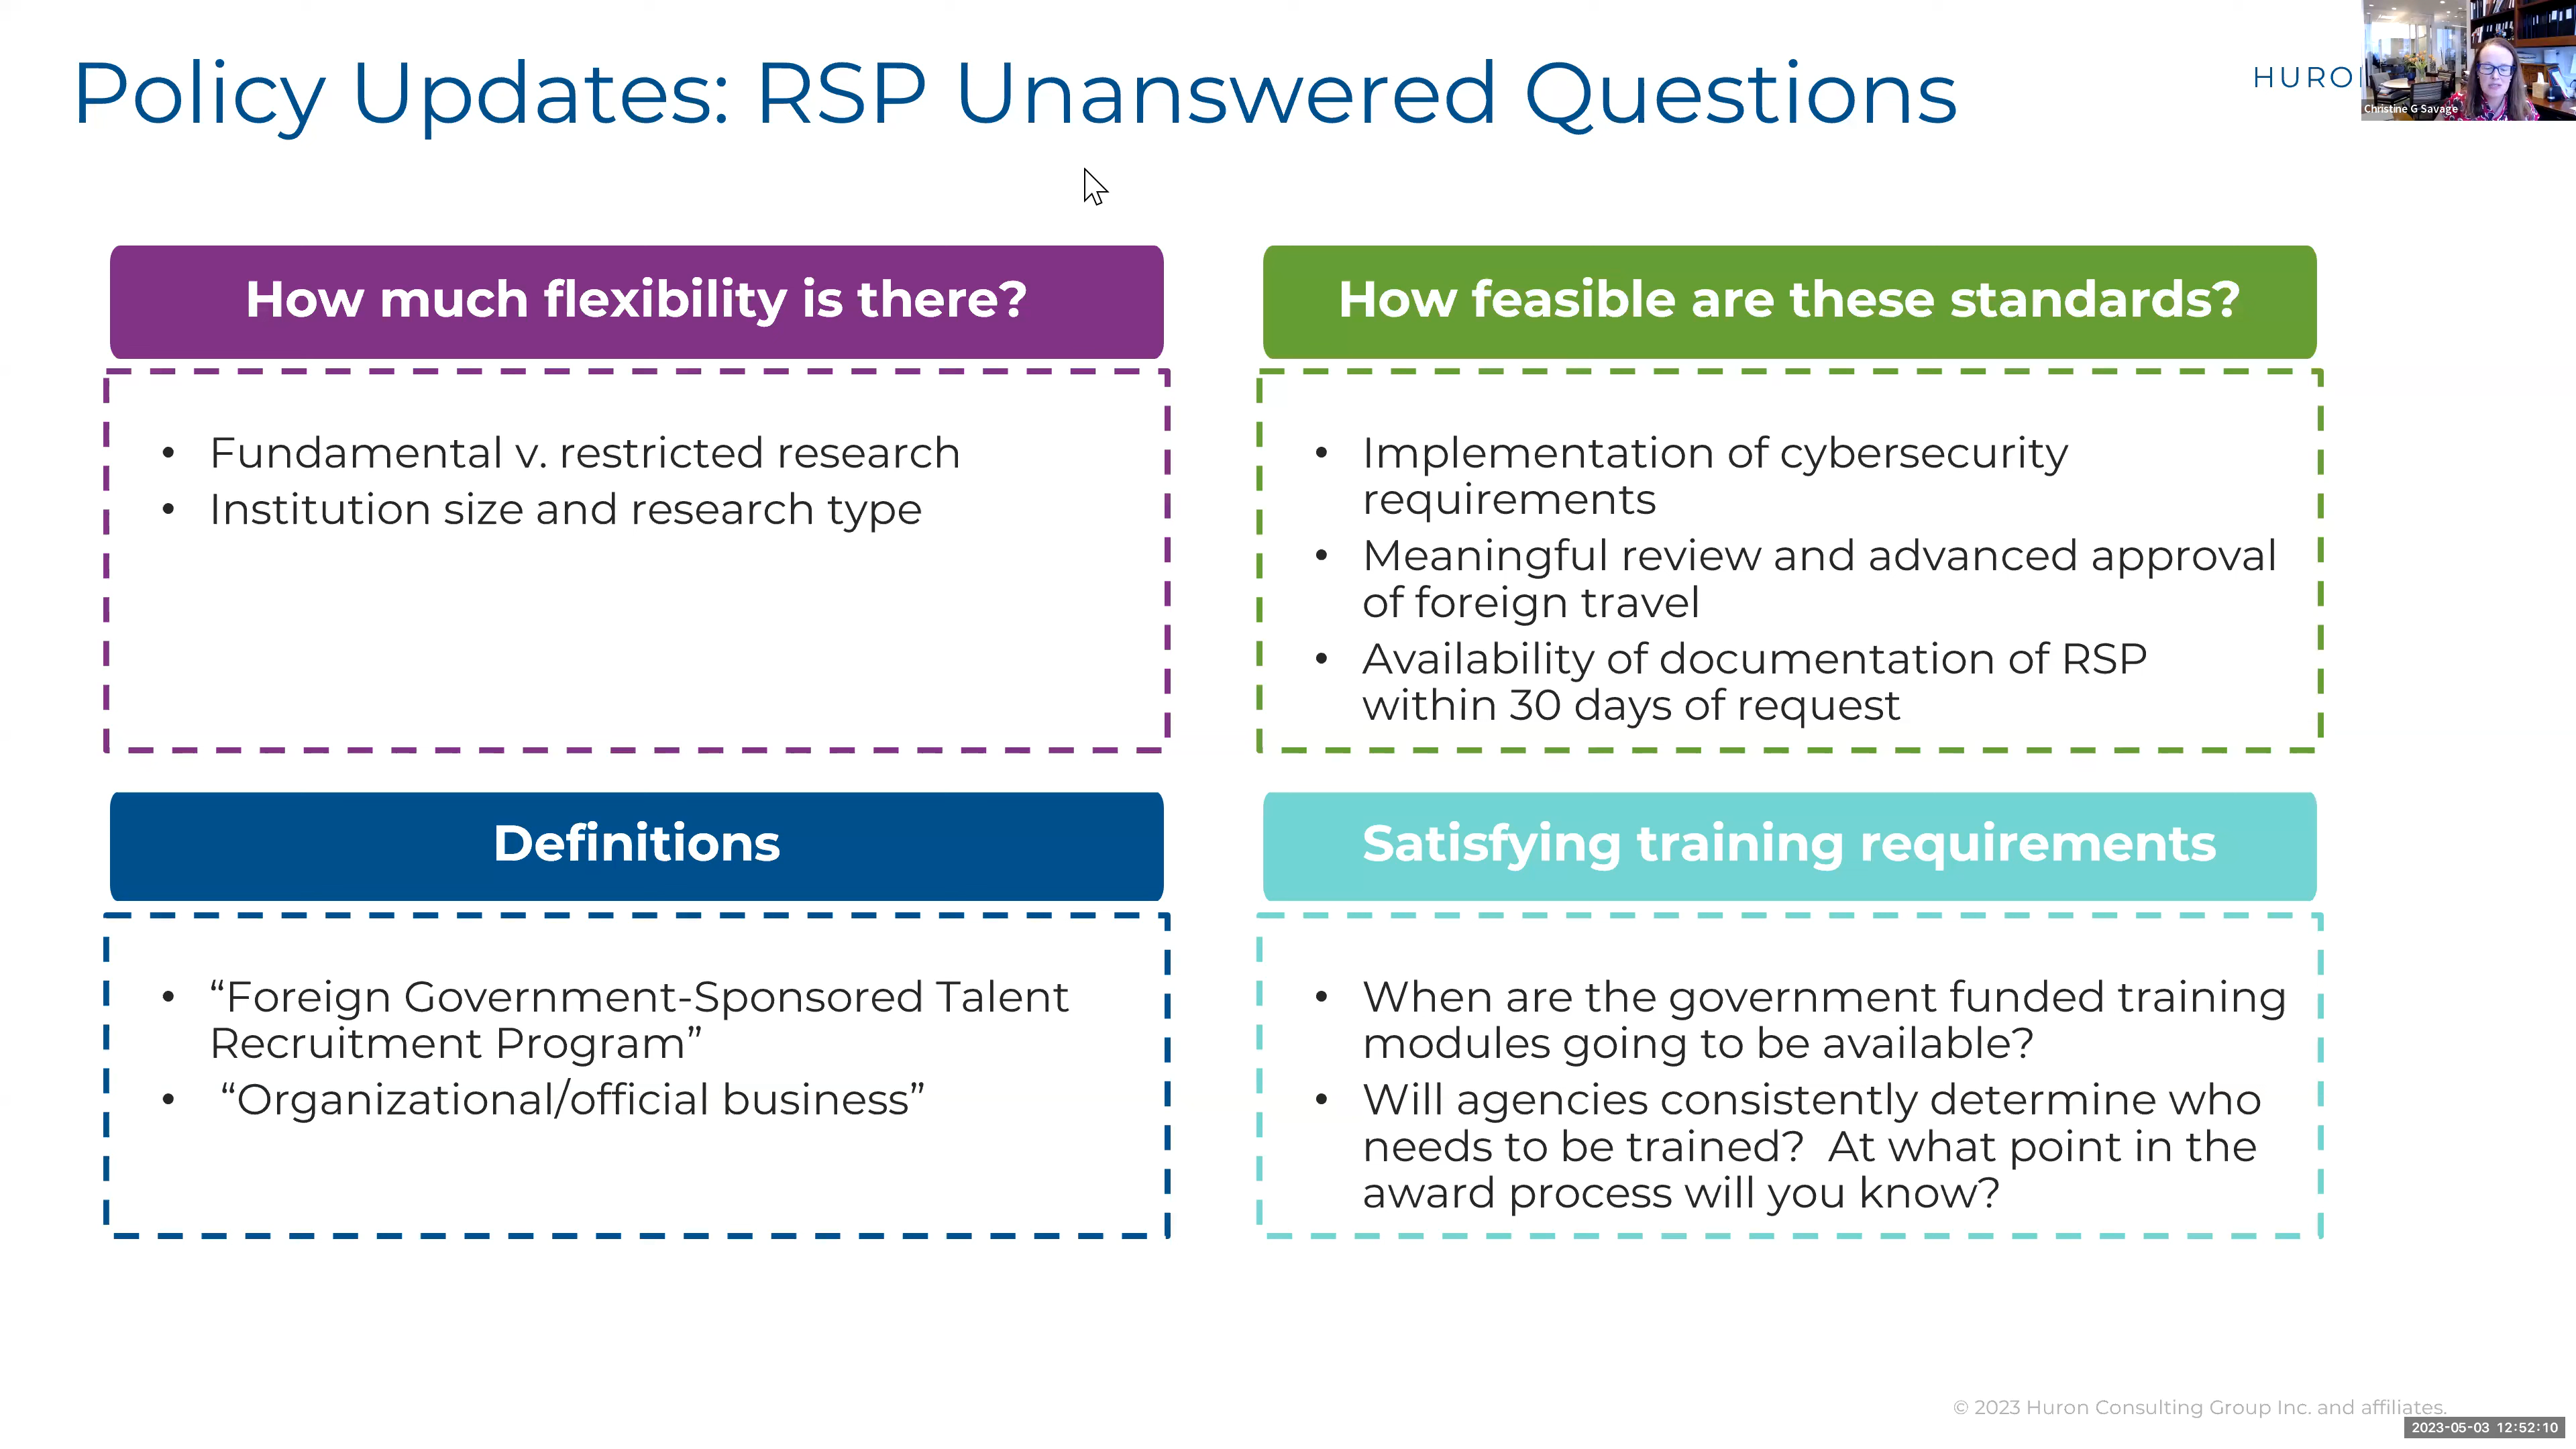 Policy Updates: RSP Unanswered Questions
HURO
Christine G Savage
How much flexibility is there?
• Fundamental v. restricted research
• Institution size and research type
How feasible are these standards?
• Implementation of cybersecurity
requirements
• Meaningful review and advanced approval
of foreign travel
• Availability of documentation of RSP
within 30 days of request
Definitions
• “Foreign Government-Sponsored Talent
Recruitment Program”
• “Organizational/official business”
Satisfying training requirements
• When are the government funded training
modules going to be available?
• Will agencies consistently determine who
needs to be trained?  At what point in the
award process will you know?
© 2023 Huron Consulting Group Inc. and affiliates.
2023-05-03 12:52:10